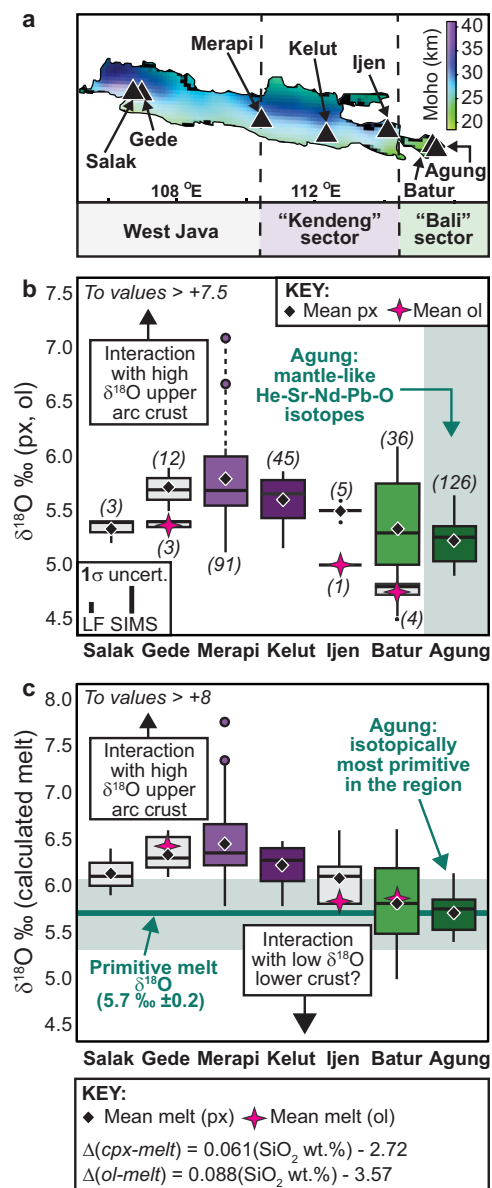 a
Merapi
Kelut
Ijen
Moho (km)
40
35
30
25
20
Salak
Gede
Agung
Batur
108 °E
112 °E
West Java
“Kendeng” sector
“Bali” sector
b
To values > +7.5
KEY:
Mean px
Mean ol
Interaction
with high
δ18O upper
arc crust
Agung:
mantle-like
He-Sr-Nd-Pb-O
isotopes
δ18O ‰ (px, ol)
7.5
7.0
6.5
6.0
5.5
5.0
4.5
(3)
(12)
(3)
(91)
(45)
(5)
(1)
(36)
(4)
(126)
1σ uncert.
LF SIMS
Salak Gede Merapi Kelut Ijen Batur Agung
c
To values > +8
Interaction
with high
δ18O upper
arc crust
Agung:
isotopically
most primitive
in the region
δ18O ‰ (calculated melt)
8.0
7.5
7.0
6.5
6.0
5.5
5.0
4.5
Primitive melt
δ18O
(5.7 ‰ ±0.2)
Interaction
with low δ18O
lower crust?
Salak Gede Merapi Kelut Ijen Batur Agung
KEY:
Mean melt (px) Mean melt (ol)
Δ(cpx-melt) = 0.061(SiO2 wt.%) - 2.72
Δ(ol-melt) = 0.088(SiO2 wt.%) - 3.57